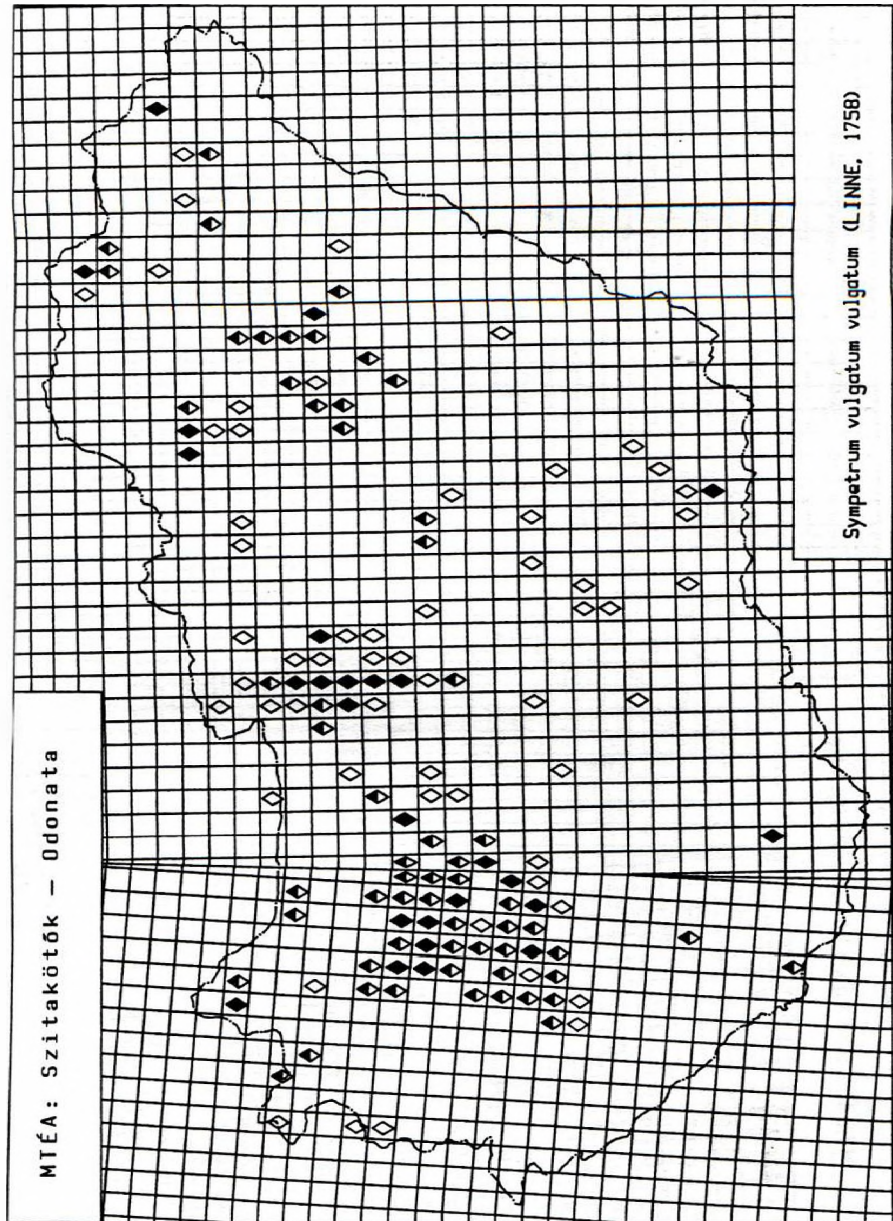 MTÉA: Szitakötők — Odonata
Sympetrum vulgatum vulgatum (LINNE, 1758)